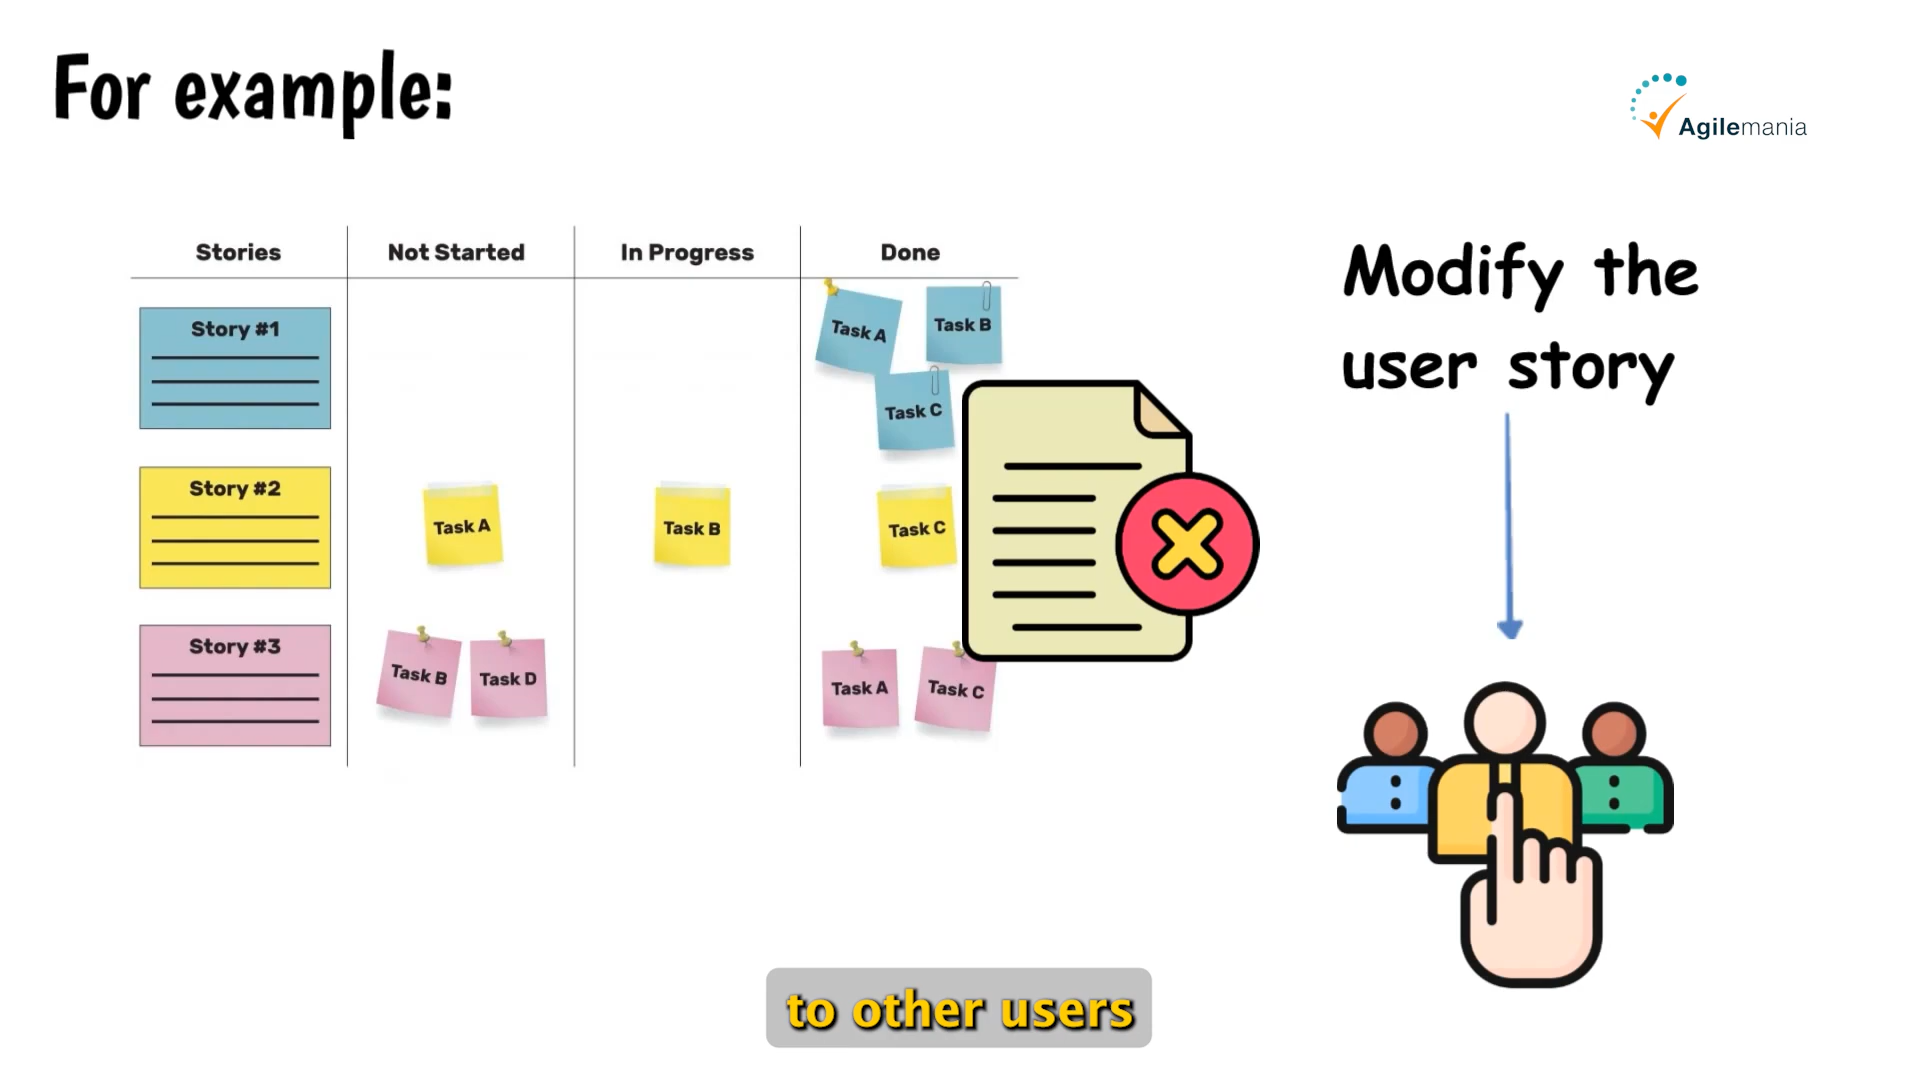 For example:
Agilemania
Stories Not Started In Progress Done
Modify the
user story
Story #1
Task A
Task B
Task C
Story #2
Task A
Task B
Task C
Story #3
Task B
Task D
Task A
Task C
to other users